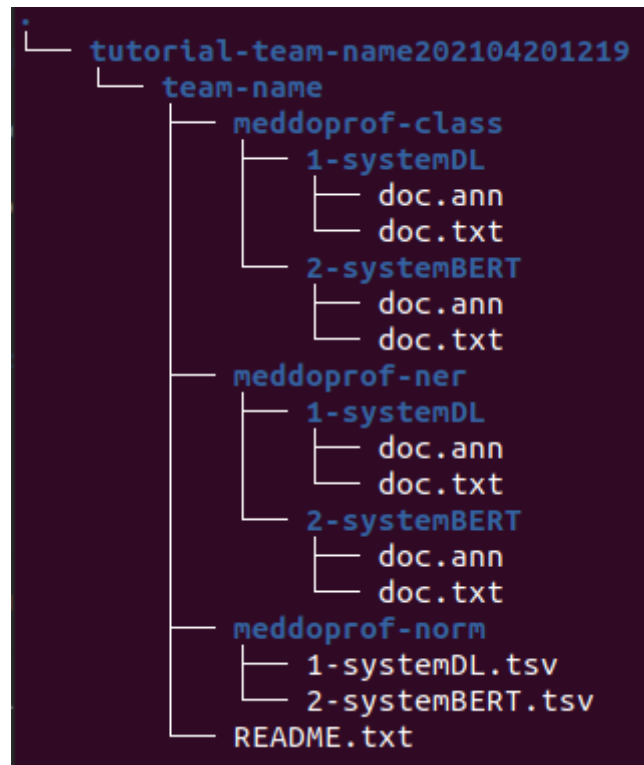 .
└── tutorial-team-name202104201219
    └── team-name
        ├── meddoprof-class
        │   ├── 1-systemDL
        │   │   ├── doc.ann
        │   │   └── doc.txt
        │   └── 2-systemBERT
        │       ├── doc.ann
        │       └── doc.txt
        ├── meddoprof-ner
        │   ├── 1-systemDL
        │   │   ├── doc.ann
        │   │   └── doc.txt
        │   └── 2-systemBERT
        │       ├── doc.ann
        │       └── doc.txt
        ├── meddoprof-norm
        │   ├── 1-systemDL.tsv
        │   └── 2-systemBERT.tsv
        └── README.txt